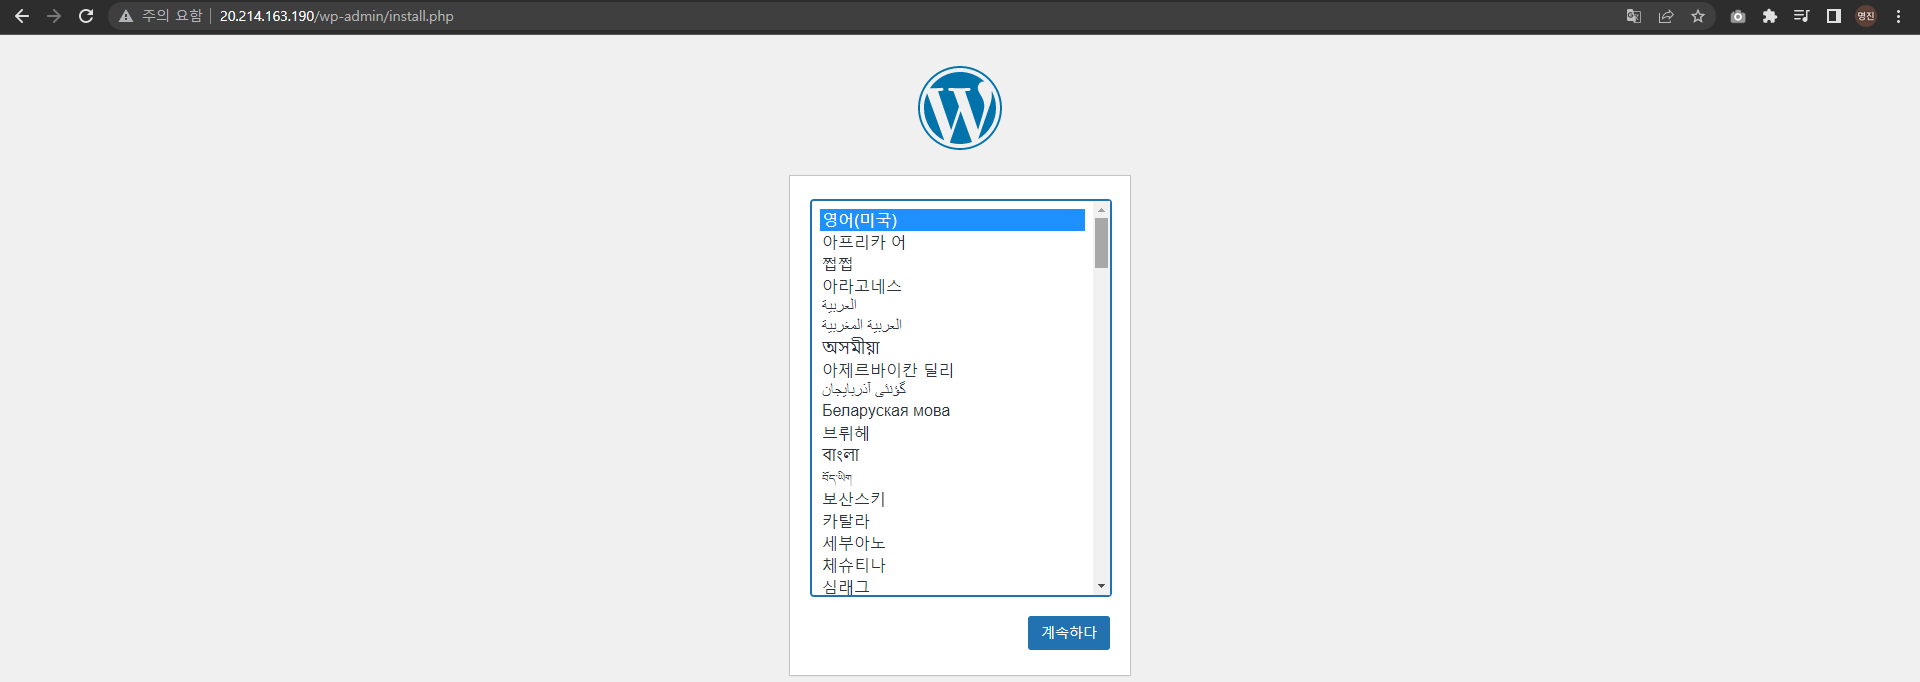 주의 요함 20.214.163.190/wp-admin/install.php
명진
영어(미국)
아프리카 어
쩝쩝
아라고네스
العربية
العربية المغربية
অসমীয়া
아제르바이칸 딜리
گؤنئی آذربایجان
Беларуская мова
브뤼헤
বাংলা
བོད་ཡིག
보산스키
카탈라
세부아노
체슈티나
심래그
계속하다